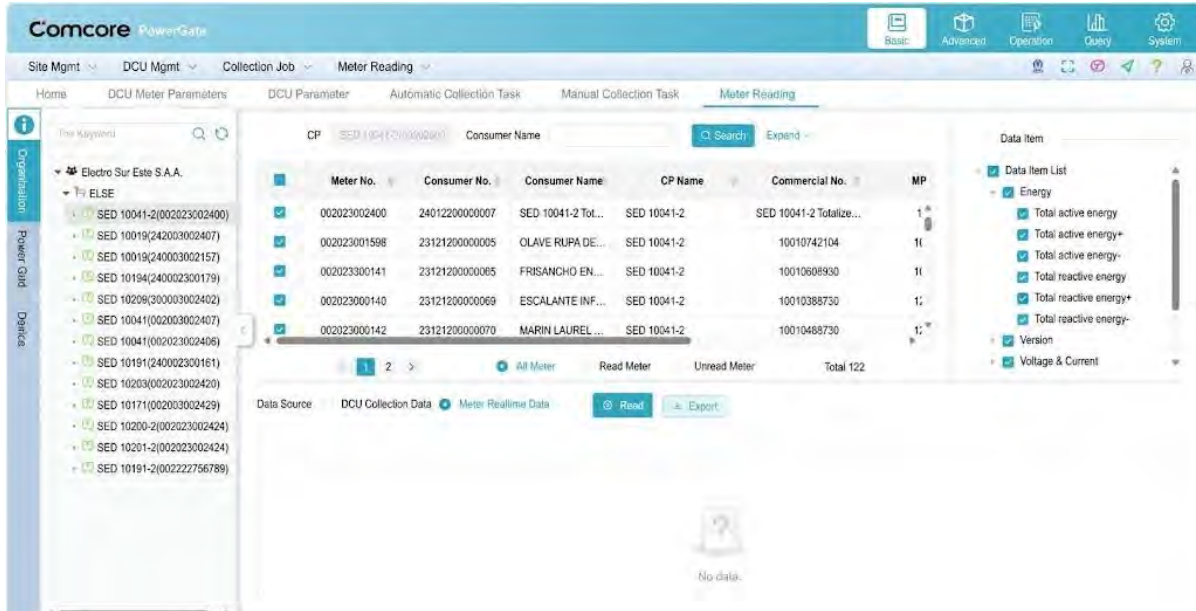 Comcore PowerGate
Basic Advanced Operation Query System
Site Mgmt DCU Mgmt Collection Job Meter Reading
Home DCU Meter Parameters DCU Parameter Automatic Collection Task Manual Collection Task Meter Reading
Organization
Power Grid
Device
Electro Sur Este S.A.A.
ELSE
SED 10041-2(002023002400)
SED 10019(242003002407)
SED 10019(240003002157)
SED 10194(240002300179)
SED 10209(300003002402)
SED 10041(002003002407)
SED 10041(002023002406)
SED 10191(240002300161)
SED 10203(002023002420)
SED 10171(002003002429)
SED 10200-2(002023002424)
SED 10201-2(002023002424)
SED 10191-2(002222756789)
CP Consumer Name Search Expand
Meter No. Consumer No. Consumer Name CP Name Commercial No. MP
002023002400 24012200000007 SED 10041-2 Tot... SED 10041-2 SED 10041-2 Totalize... 1
002023001598 23121200000005 OLAVE RUPA DE... SED 10041-2 10010742104 1(
002023300141 23121200000065 FRISANCHO EN... SED 10041-2 10010608930 1(
002023000140 23121200000069 ESCALANTE INF... SED 10041-2 10010388730 1;
002023000142 23121200000070 MARIN LAUREL ... SED 10041-2 10010488730 1;
1 2 > All Meter Read Meter Unread Meter Total 122
Data Source DCU Collection Data Meter Realtime Data Read Export
No data.
Data Item
Data Item List
Energy
Total active energy
Total active energy+
Total active energy-
Total reactive energy
Total reactive energy+
Total reactive energy-
Version
Voltage & Current